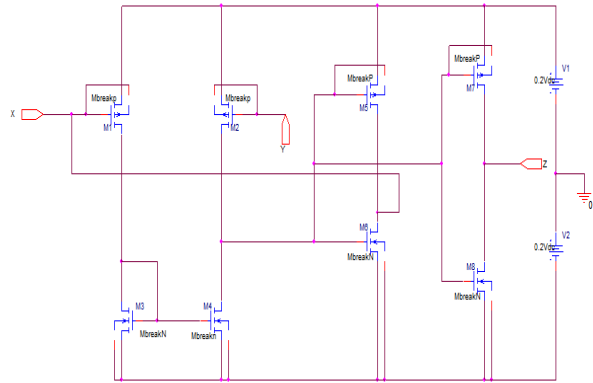 MbreakP
V1
MbreakP
M7
0.2Vdc
Mbreakp
Mbreakp
M5
X
M1
M2
Y
Z
0
M6
V2
MbreakN
0.2Vdc
M8
M3
M4
MbreakN
MbreakN
Mbreakn